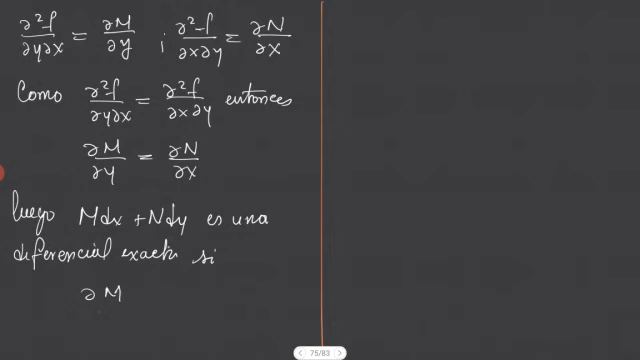 ∂²f/∂y∂x = ∂M/∂y ; ∂²f/∂x∂y = ∂N/∂x
Como ∂²f/∂y∂x = ∂²f/∂x∂y entonces
∂M/∂y = ∂N/∂x
luego Mdx + Ndy es una
diferencial exacta si
∂M
75/83